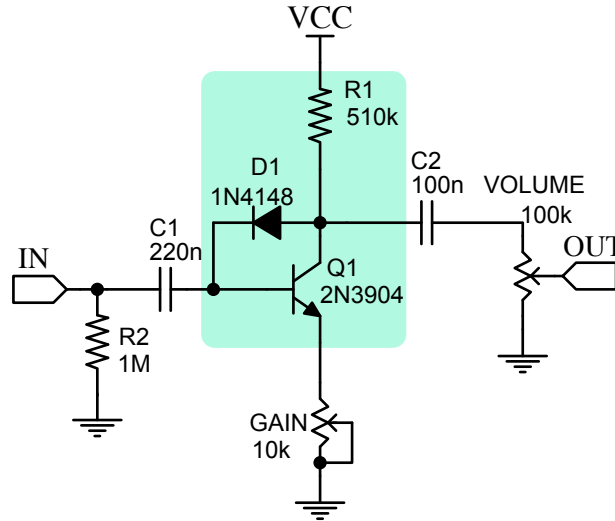 VCC
R1
510k
D1
1N4148
C2
100n
VOLUME
100k
C1
220n
IN
OUT
Q1
2N3904
R2
1M
GAIN
10k